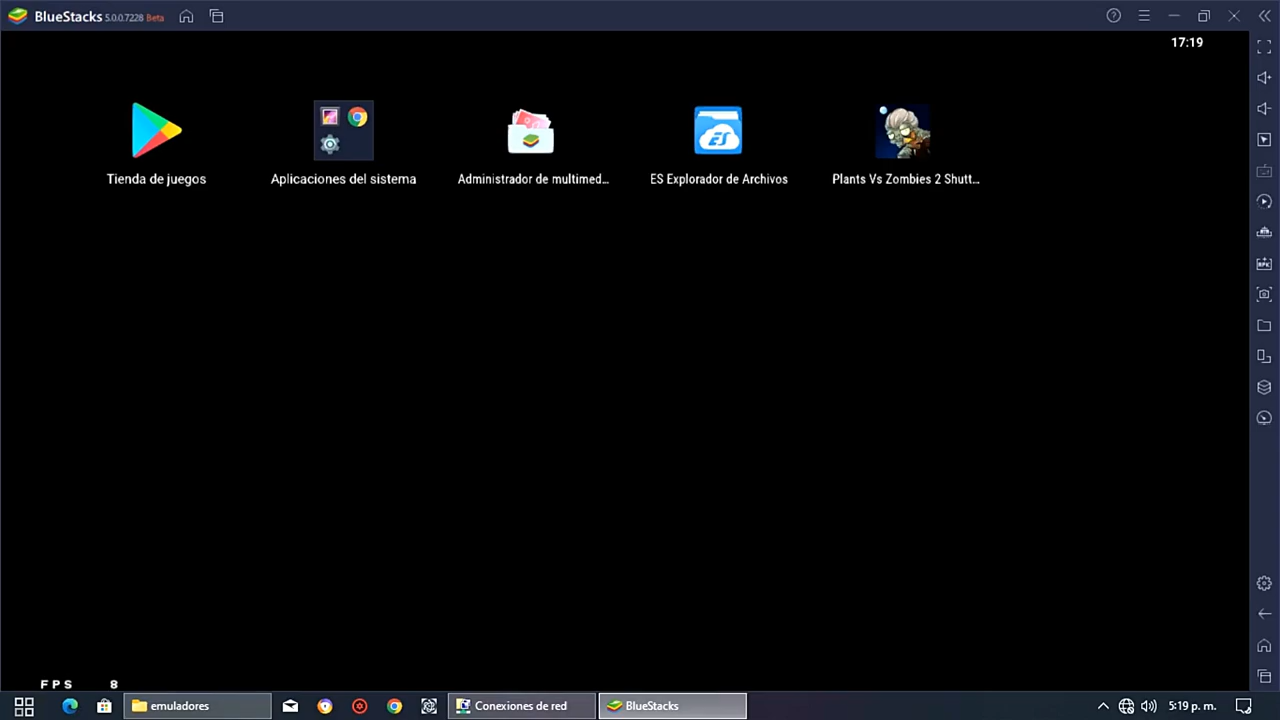 BlueStacks 5.0.0.7228 Beta
17:19
Tienda de juegos
Aplicaciones del sistema
Administrador de multimed...
ES Explorador de Archivos
Plants Vs Zombies 2 Shutt...
FPS 8
emuladores
Conexiones de red
BlueStacks
5:19 p. m.